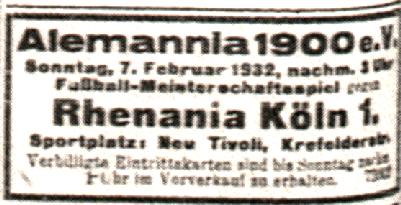 Alemannia 1900 e.V.
Sonntag, 7. Februar 1932, nachm. 3 Uhr
Fußball-Meisterschaftsspiel gegen
Rhenania Köln 1.
Sportplatz: Neu Tivoli, Krefelderstr.
Verbilligte Eintrittskarten sind bis Sonntag
Uhr im Vorverkauf zu erhalten.